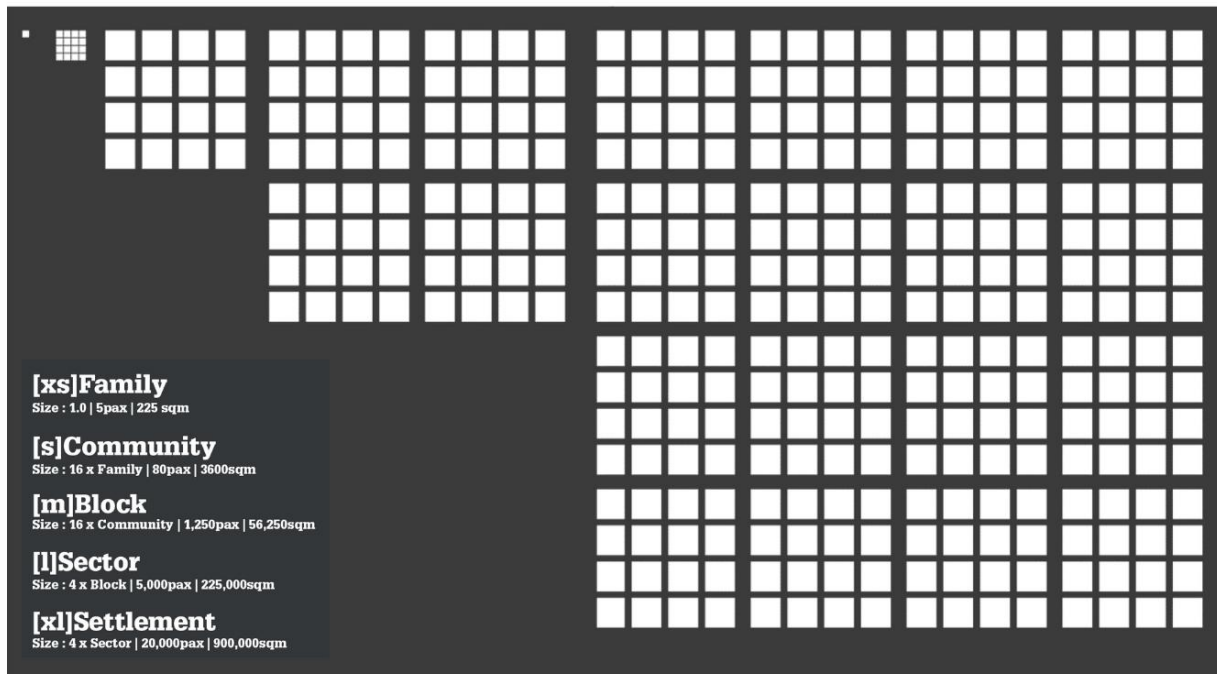 [xs]Family
Size : 1.0 | 5pax | 225 sqm
[s]Community
Size : 16 x Family | 80pax | 3600sqm
[m]Block
Size : 16 x Community | 1,250pax | 56,250sqm
[l]Sector
Size : 4 x Block | 5,000pax | 225,000sqm
[xl]Settlement
Size : 4 x Sector | 20,000pax | 900,000sqm